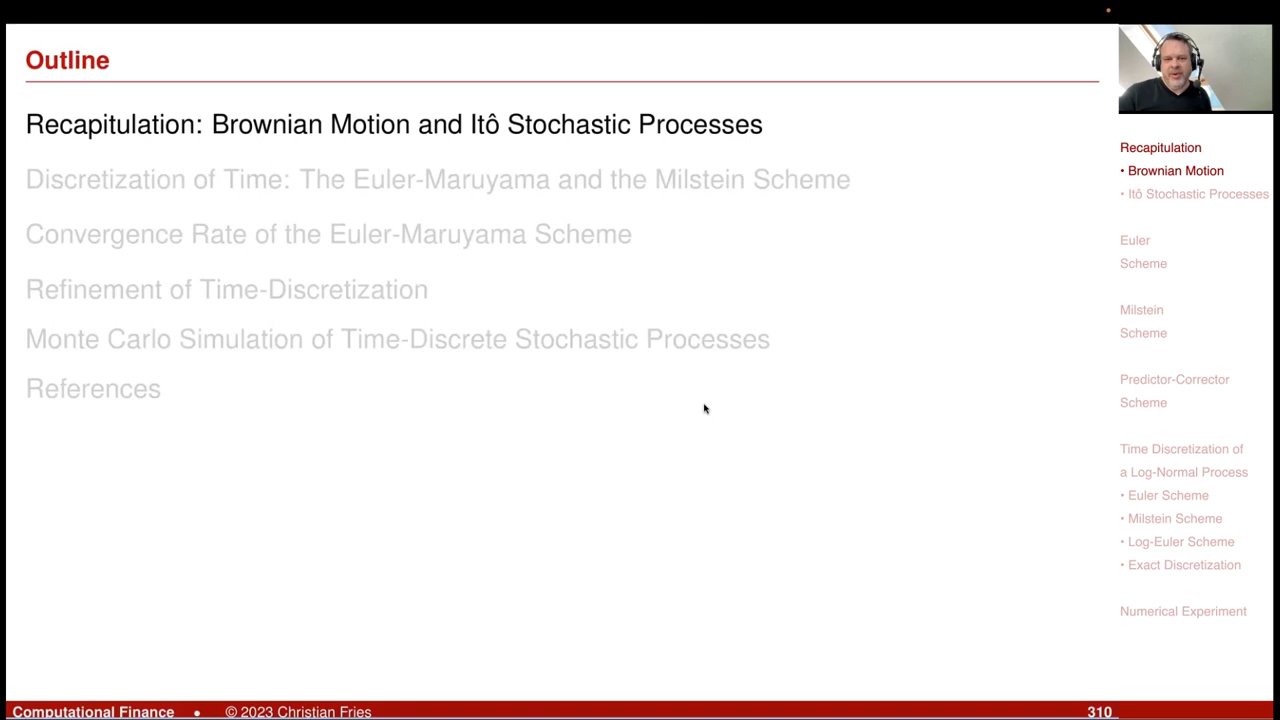 Outline
Recapitulation: Brownian Motion and Itô Stochastic Processes
Discretization of Time: The Euler-Maruyama and the Milstein Scheme
Convergence Rate of the Euler-Maruyama Scheme
Refinement of Time-Discretization
Monte Carlo Simulation of Time-Discrete Stochastic Processes
References
Recapitulation
• Brownian Motion
• Itô Stochastic Processes
Euler
Scheme
Milstein
Scheme
Predictor-Corrector
Scheme
Time Discretization of
a Log-Normal Process
• Euler Scheme
• Milstein Scheme
• Log-Euler Scheme
• Exact Discretization
Numerical Experiment
Computational Finance • © 2023 Christian Fries 310